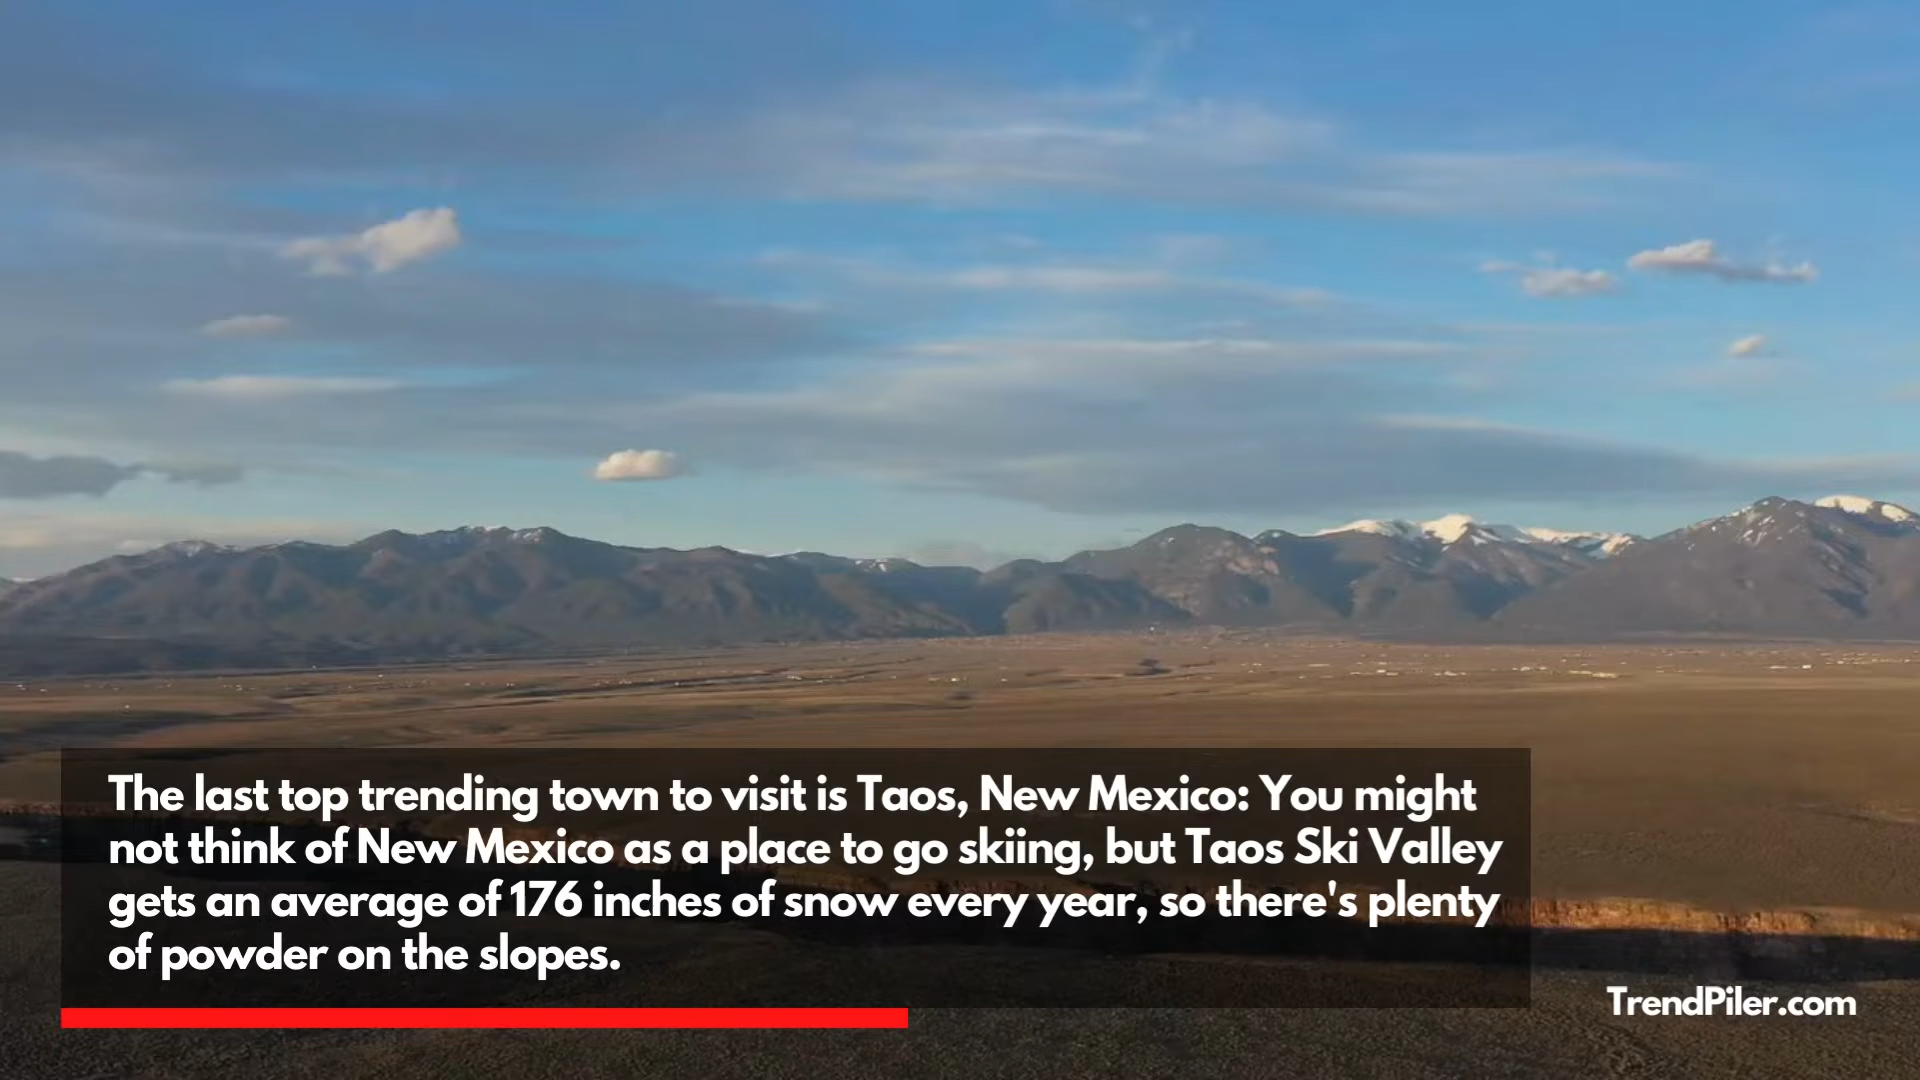 The last top trending town to visit is Taos, New Mexico: You might
not think of New Mexico as a place to go skiing, but Taos Ski Valley
gets an average of 176 inches of snow every year, so there's plenty
of powder on the slopes.
TrendPiler.com